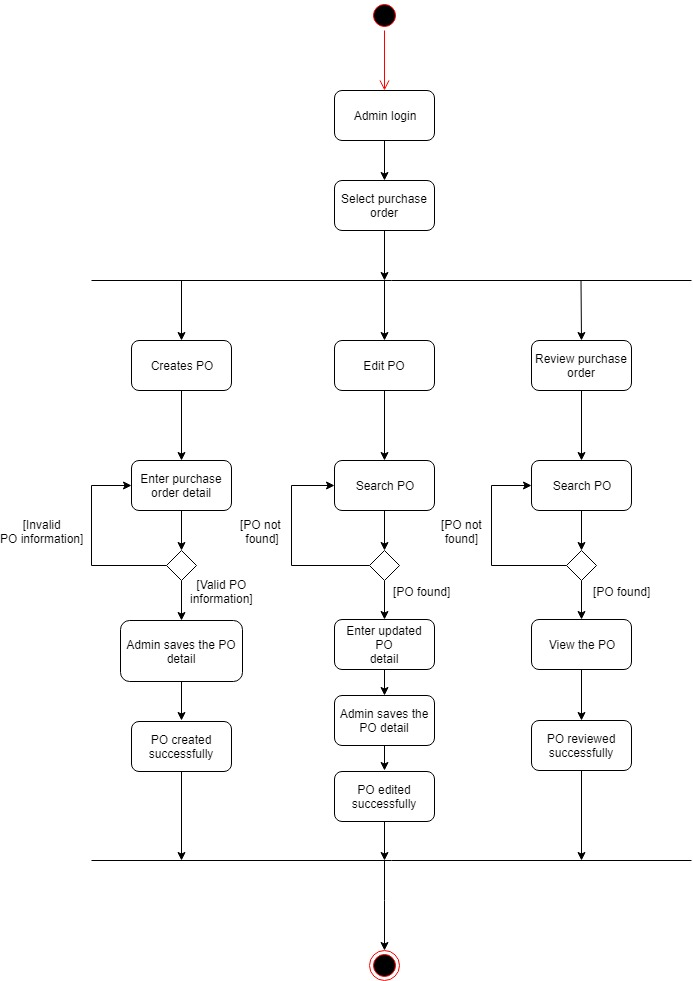 Admin login
Select purchase
order
Creates PO
Edit PO
Review purchase
order
Enter purchase
order detail
Search PO
Search PO
[Invalid
PO information]
[PO not
found]
[PO not
found]
[Valid PO
information]
[PO found]
[PO found]
Admin saves the PO
detail
Enter updated
PO
detail
View the PO
Admin saves the
PO detail
PO created
successfully
PO reviewed
successfully
PO edited
successfully